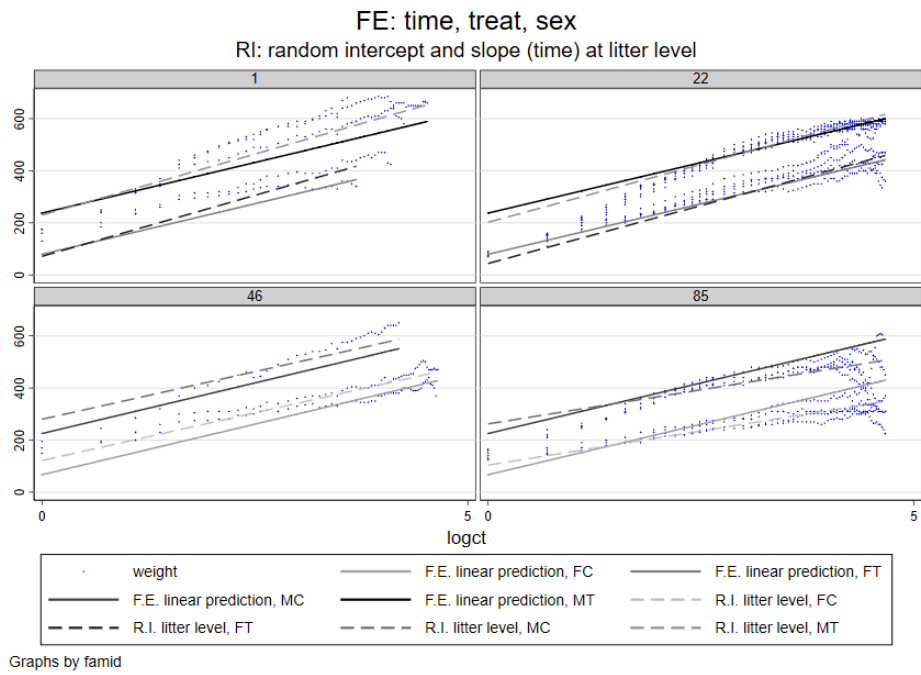 FE: time, treat, sex
RI: random intercept and slope (time) at litter level
1 22
600
400
200
0
46 85
600
400
200
0
0 5 0 5
logct
weight F.E. linear prediction, FC F.E. linear prediction, FT
F.E. linear prediction, MC F.E. linear prediction, MT R.I. litter level, FC
R.I. litter level, FT R.I. litter level, MC R.I. litter level, MT
Graphs by famid